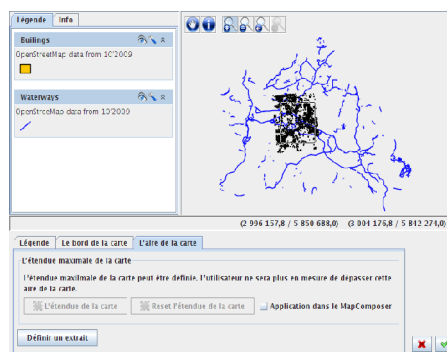 Légende Info
Builings
OpenStreetMap data from 10'2009
Waterways
OpenStreetMap data from 10'2009
(2 996 157,8 / 5 850 688,0) (3 004 176,8 / 5 842 274,0)
Légende Le bord de la carte L'aire de la carte
L'étendue maximale de la carte
L'étendue maximale de la carte peut être définie, l'utilisateur ne sera plus en mesure de dépasser cette
aire de la carte.
L'étendue de la carte Reset l'étendue de la carte Application dans le MapComposer
Définir un extrait